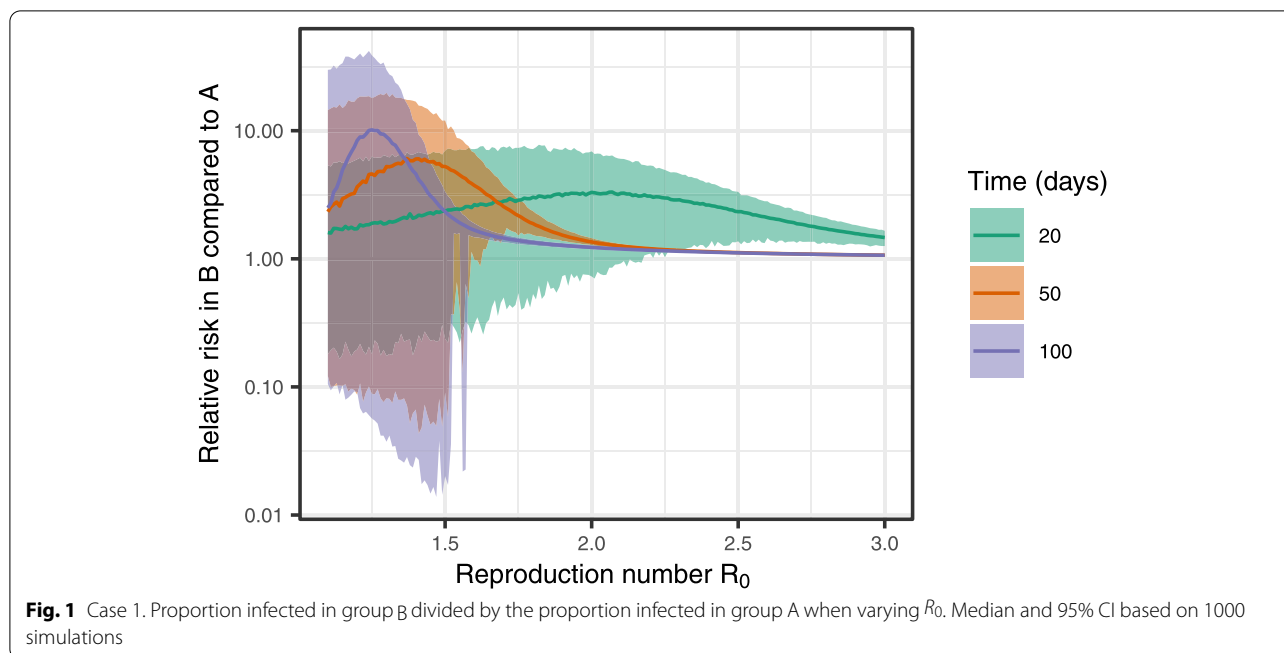 Relative risk in B compared to A
10.00
1.00
0.10
0.01
1.5 2.0 2.5 3.0
Reproduction number R₀
Time (days)
20
50
100
Fig. 1 Case 1. Proportion infected in group B divided by the proportion infected in group A when varying R₀. Median and 95% CI based on 1000
simulations